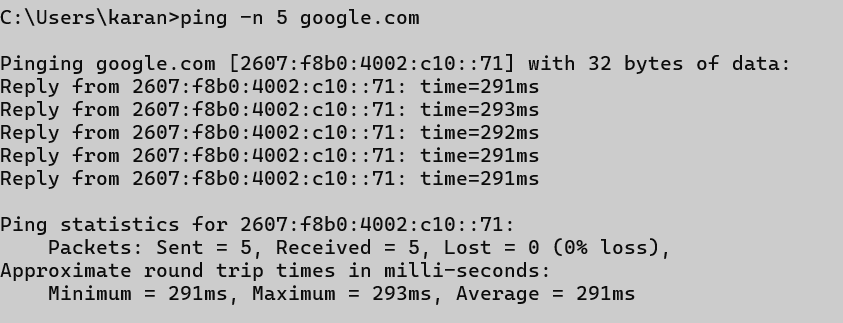 C:\Users\karan>ping -n 5 google.com
Pinging google.com [2607:f8b0:4002:c10::71] with 32 bytes of data:
Reply from 2607:f8b0:4002:c10::71: time=291ms
Reply from 2607:f8b0:4002:c10::71: time=293ms
Reply from 2607:f8b0:4002:c10::71: time=292ms
Reply from 2607:f8b0:4002:c10::71: time=291ms
Reply from 2607:f8b0:4002:c10::71: time=291ms
Ping statistics for 2607:f8b0:4002:c10::71:
Packets: Sent = 5, Received = 5, Lost = 0 (0% loss),
Approximate round trip times in milli-seconds:
Minimum = 291ms, Maximum = 293ms, Average = 291ms